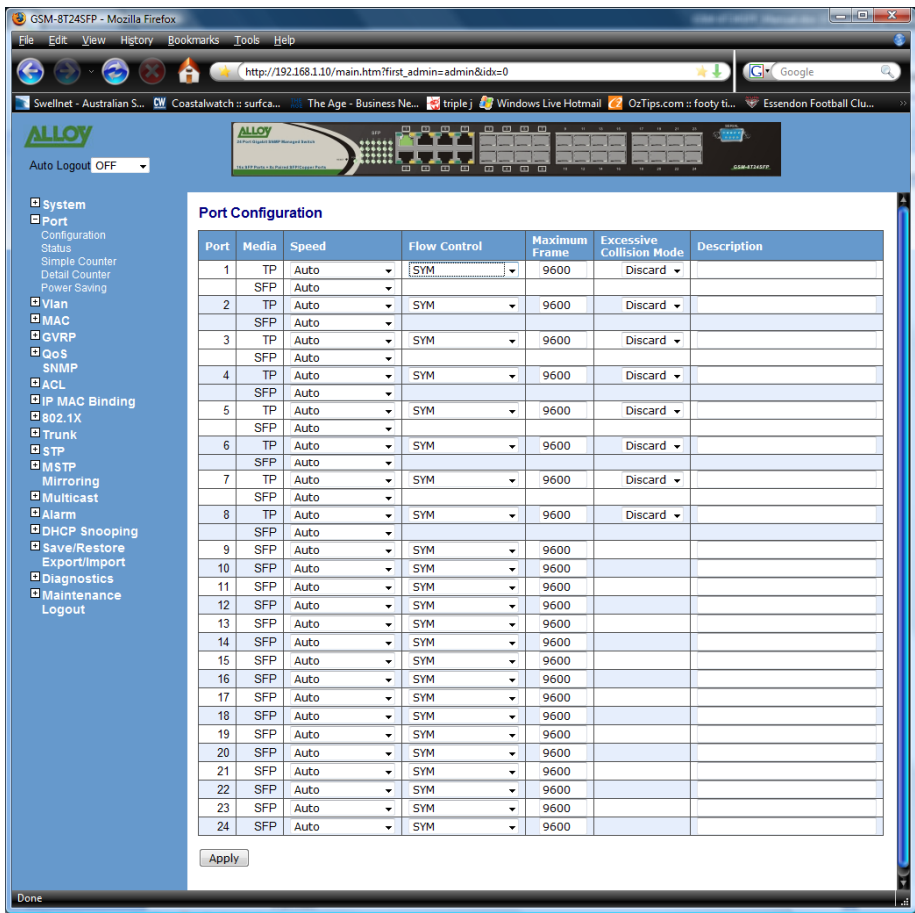 GSM-8T24SFP - Mozilla Firefox
File Edit View History Bookmarks Tools Help
http://192.168.1.10/main.htm?first_admin=admin&idx=0
Google
Swellnet - Australian S... CW Coastalwatch :: surfca... The Age - Business Ne... triple j Windows Live Hotmail OzTips.com :: footy ti... Essendon Football Clu... »
ALLOY
Auto Logout OFF
ALLOY
GSM-8T24SFP
System
Port
Configuration
Status
Simple Counter
Detail Counter
Power Saving
Vlan
MAC
GVRP
QoS
SNMP
ACL
IP MAC Binding
802.1X
Trunk
STP
MSTP
Mirroring
Multicast
Alarm
DHCP Snooping
Save/Restore
Export/Import
Diagnostics
Maintenance
Logout
Port Configuration
Port Media Speed Flow Control Maximum Frame Excessive Collision Mode Description
1 TP Auto SYM 9600 Discard
SFP Auto
2 TP Auto SYM 9600 Discard
SFP Auto
3 TP Auto SYM 9600 Discard
SFP Auto
4 TP Auto SYM 9600 Discard
SFP Auto
5 TP Auto SYM 9600 Discard
SFP Auto
6 TP Auto SYM 9600 Discard
SFP Auto
7 TP Auto SYM 9600 Discard
SFP Auto
8 TP Auto SYM 9600 Discard
SFP Auto
9 SFP Auto SYM 9600
10 SFP Auto SYM 9600
11 SFP Auto SYM 9600
12 SFP Auto SYM 9600
13 SFP Auto SYM 9600
14 SFP Auto SYM 9600
15 SFP Auto SYM 9600
16 SFP Auto SYM 9600
17 SFP Auto SYM 9600
18 SFP Auto SYM 9600
19 SFP Auto SYM 9600
20 SFP Auto SYM 9600
21 SFP Auto SYM 9600
22 SFP Auto SYM 9600
23 SFP Auto SYM 9600
24 SFP Auto SYM 9600
Apply
Done